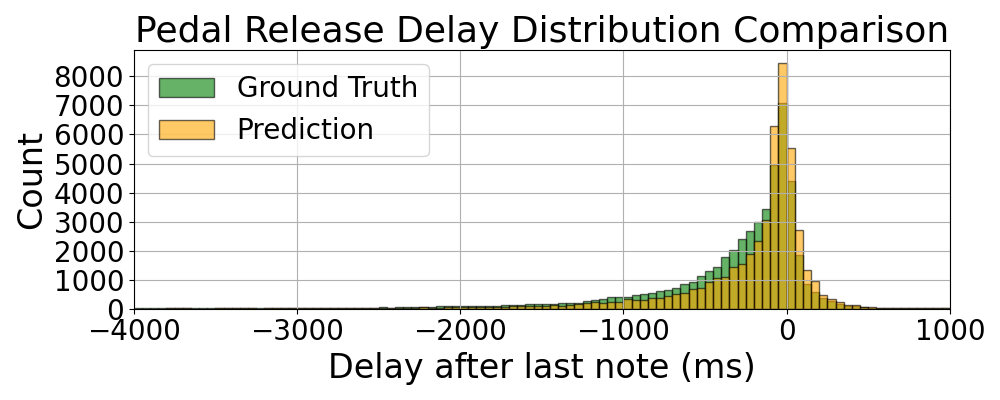 Pedal Release Delay Distribution Comparison
Count
8000
7000
6000
5000
4000
3000
2000
1000
0
Ground Truth
Prediction
−4000 −3000 −2000 −1000 0 1000
Delay after last note (ms)